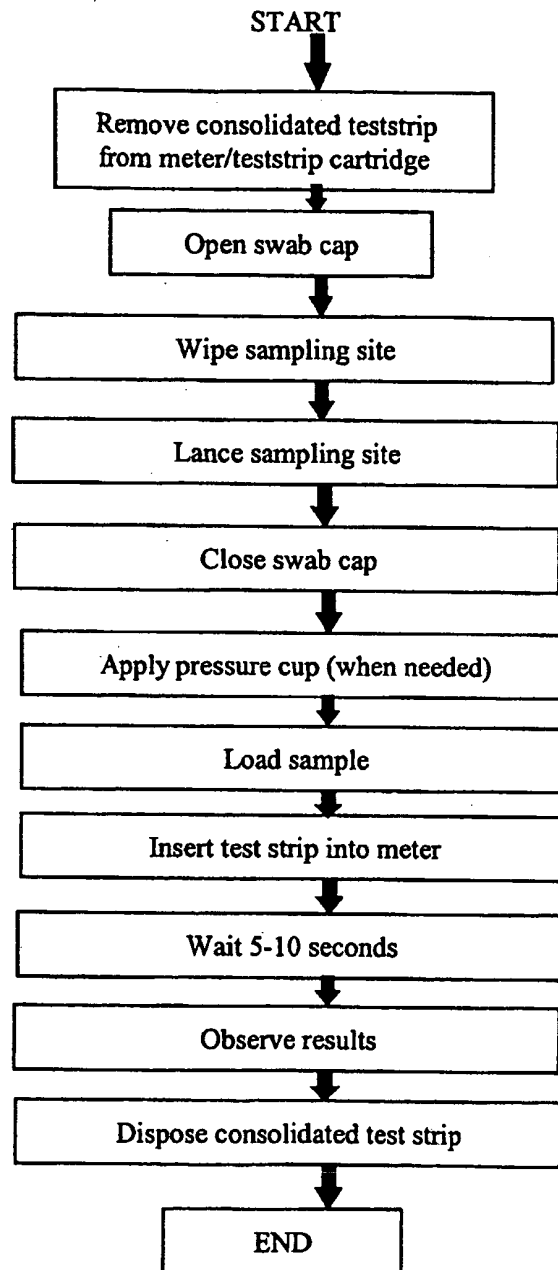 START
Remove consolidated teststrip
from meter/teststrip cartridge
Open swab cap
Wipe sampling site
Lance sampling site
Close swab cap
Apply pressure cup (when needed)
Load sample
Insert test strip into meter
Wait 5-10 seconds
Observe results
Dispose consolidated test strip
END